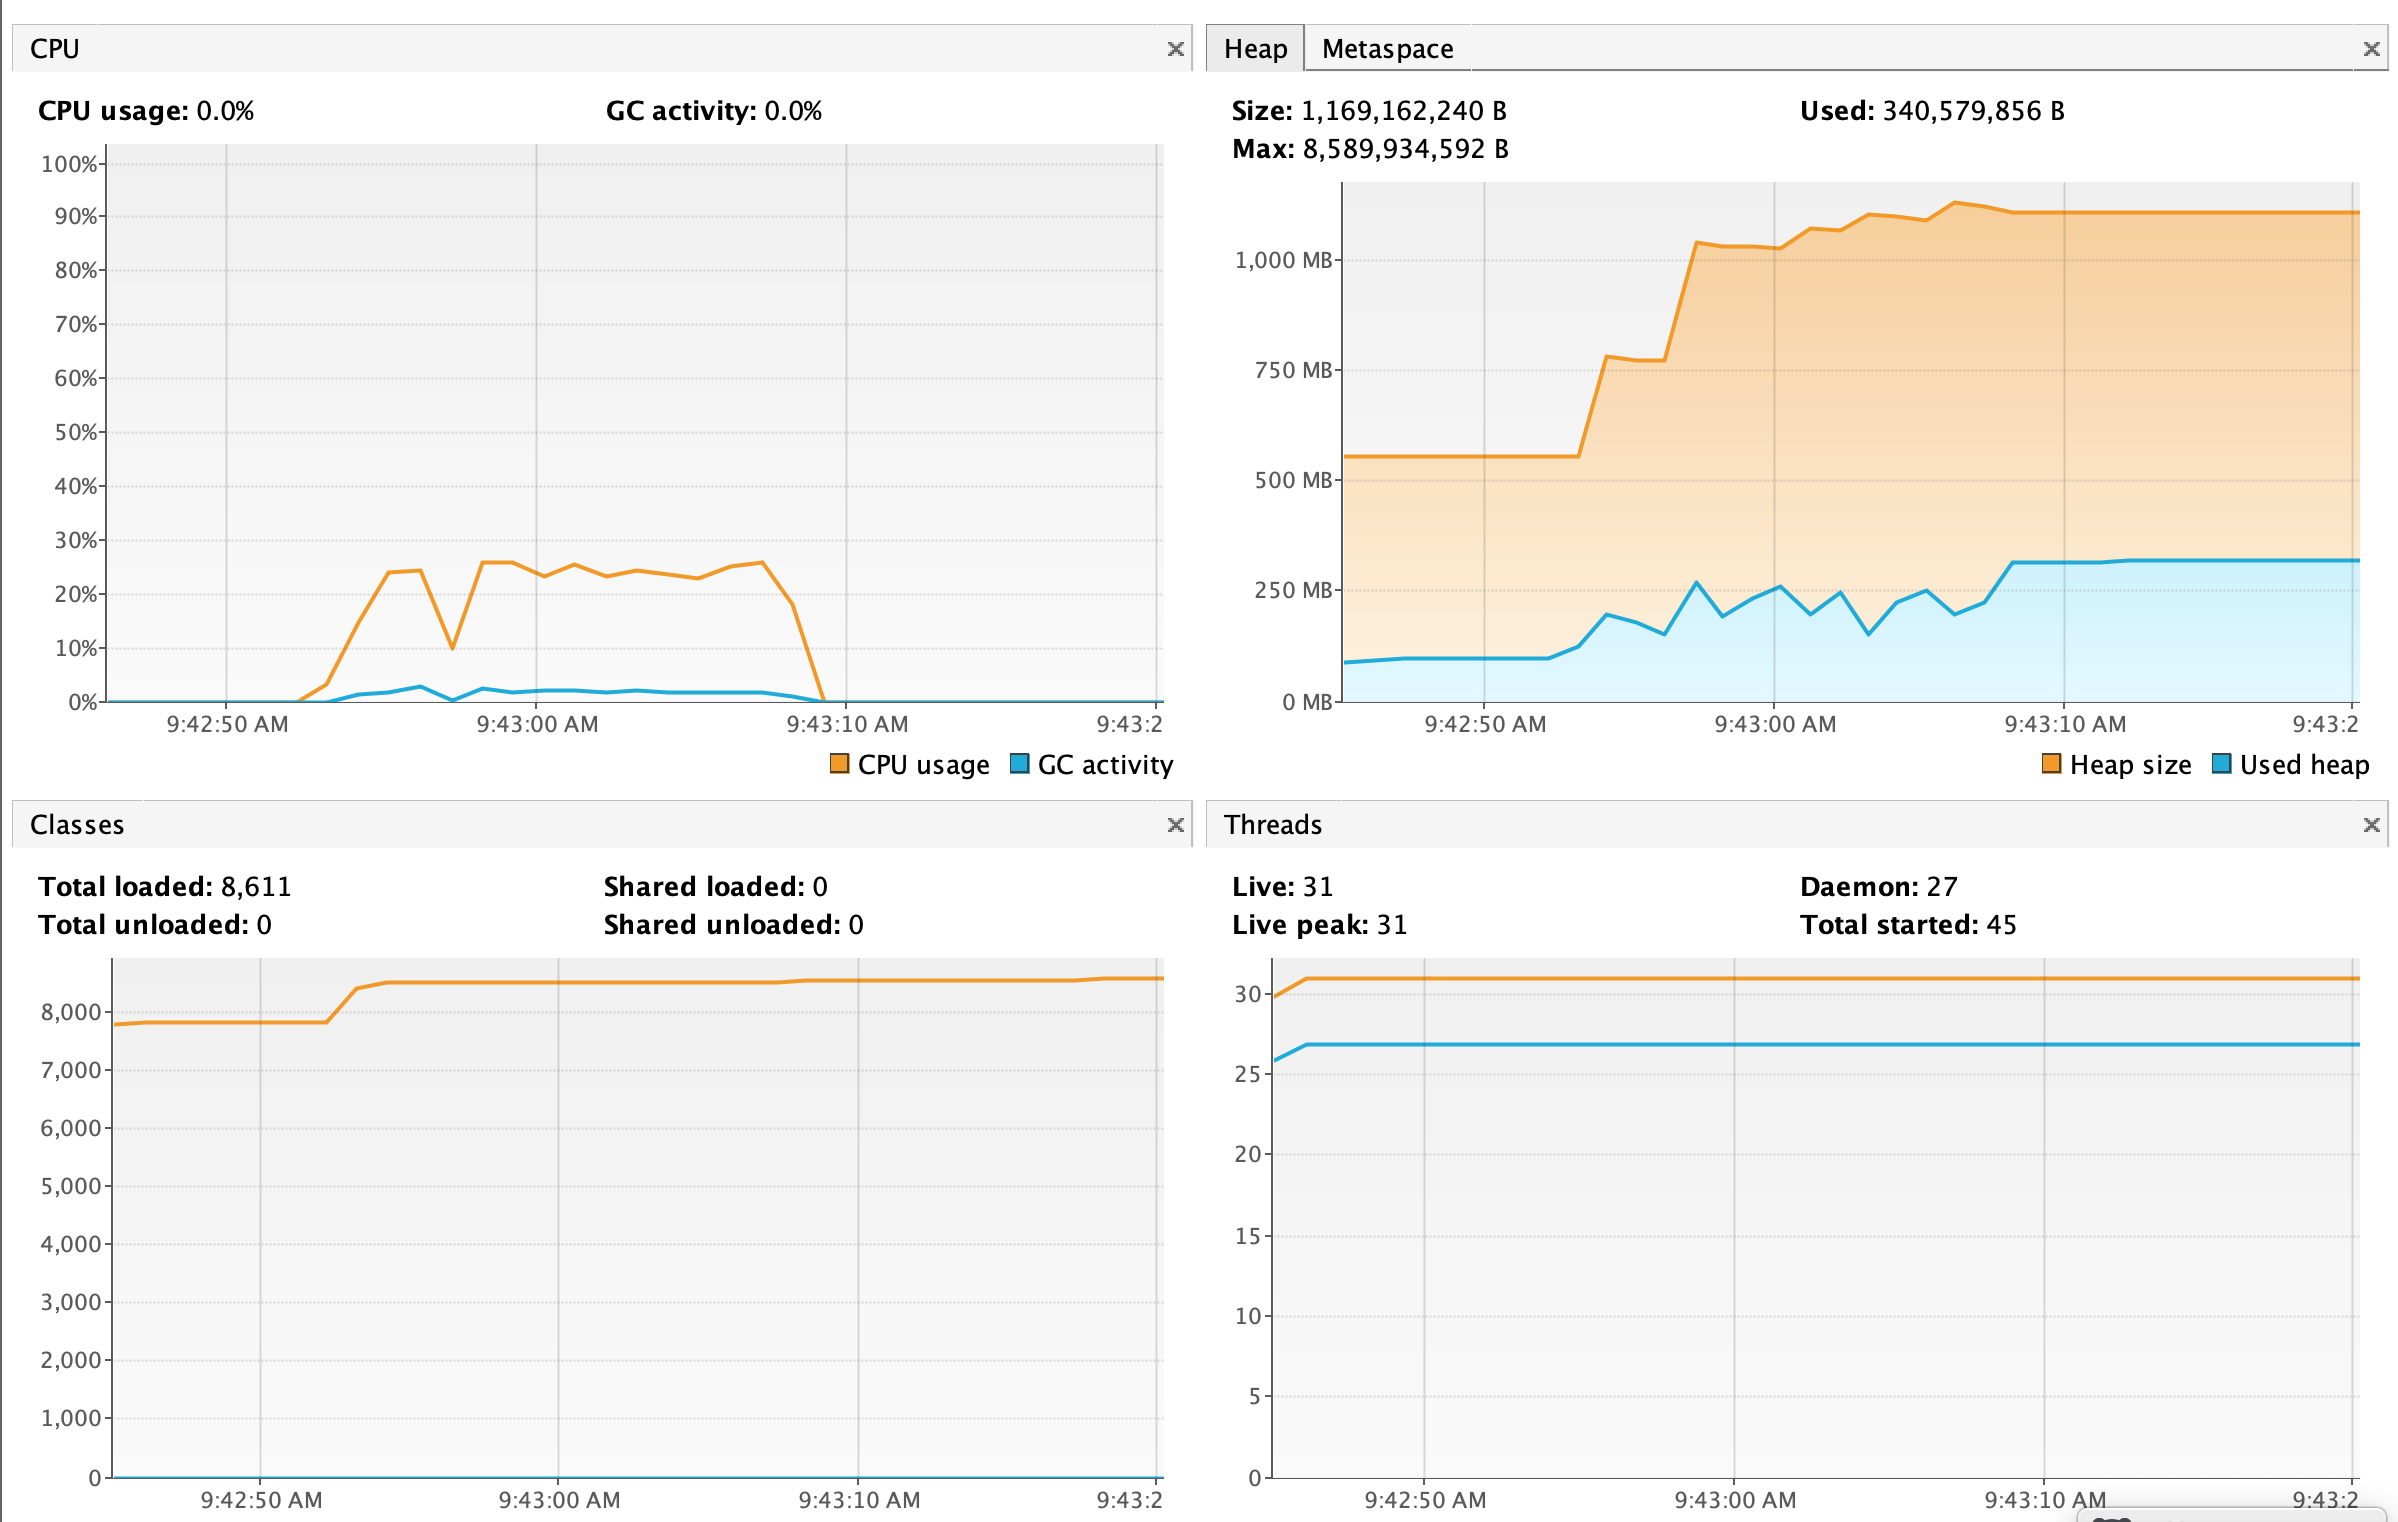 CPU
CPU usage: 0.0% GC activity: 0.0%
100%
90%
80%
70%
60%
50%
40%
30%
20%
10%
0%
9:42:50 AM 9:43:00 AM 9:43:10 AM 9:43:2
CPU usage GC activity
Heap Metaspace
Size: 1,169,162,240 B Used: 340,579,856 B
Max: 8,589,934,592 B
1,000 MB
750 MB
500 MB
250 MB
0 MB
9:42:50 AM 9:43:00 AM 9:43:10 AM 9:43:2
Heap size Used heap
Classes
Total loaded: 8,611 Shared loaded: 0
Total unloaded: 0 Shared unloaded: 0
8,000
7,000
6,000
5,000
4,000
3,000
2,000
1,000
0
9:42:50 AM 9:43:00 AM 9:43:10 AM 9:43:2
Threads
Live: 31 Daemon: 27
Live peak: 31 Total started: 45
30
25
20
15
10
5
0
9:42:50 AM 9:43:00 AM 9:43:10 AM 9:43:2